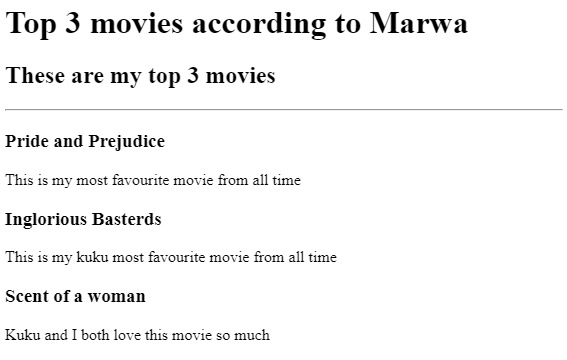 Top 3 movies according to Marwa
These are my top 3 movies
Pride and Prejudice
This is my most favourite movie from all time
Inglorious Basterds
This is my kuku most favourite movie from all time
Scent of a woman
Kuku and I both love this movie so much